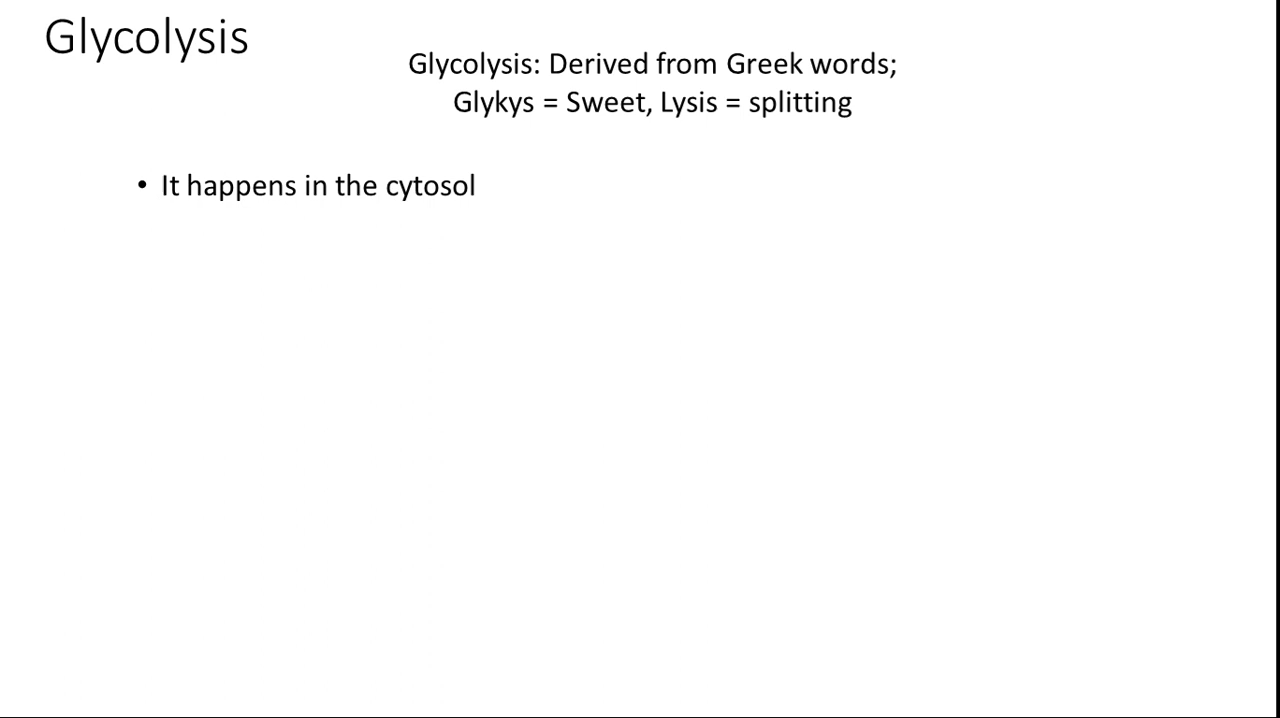 Glycolysis
Glycolysis: Derived from Greek words;
Glykys = Sweet, Lysis = splitting
• It happens in the cytosol